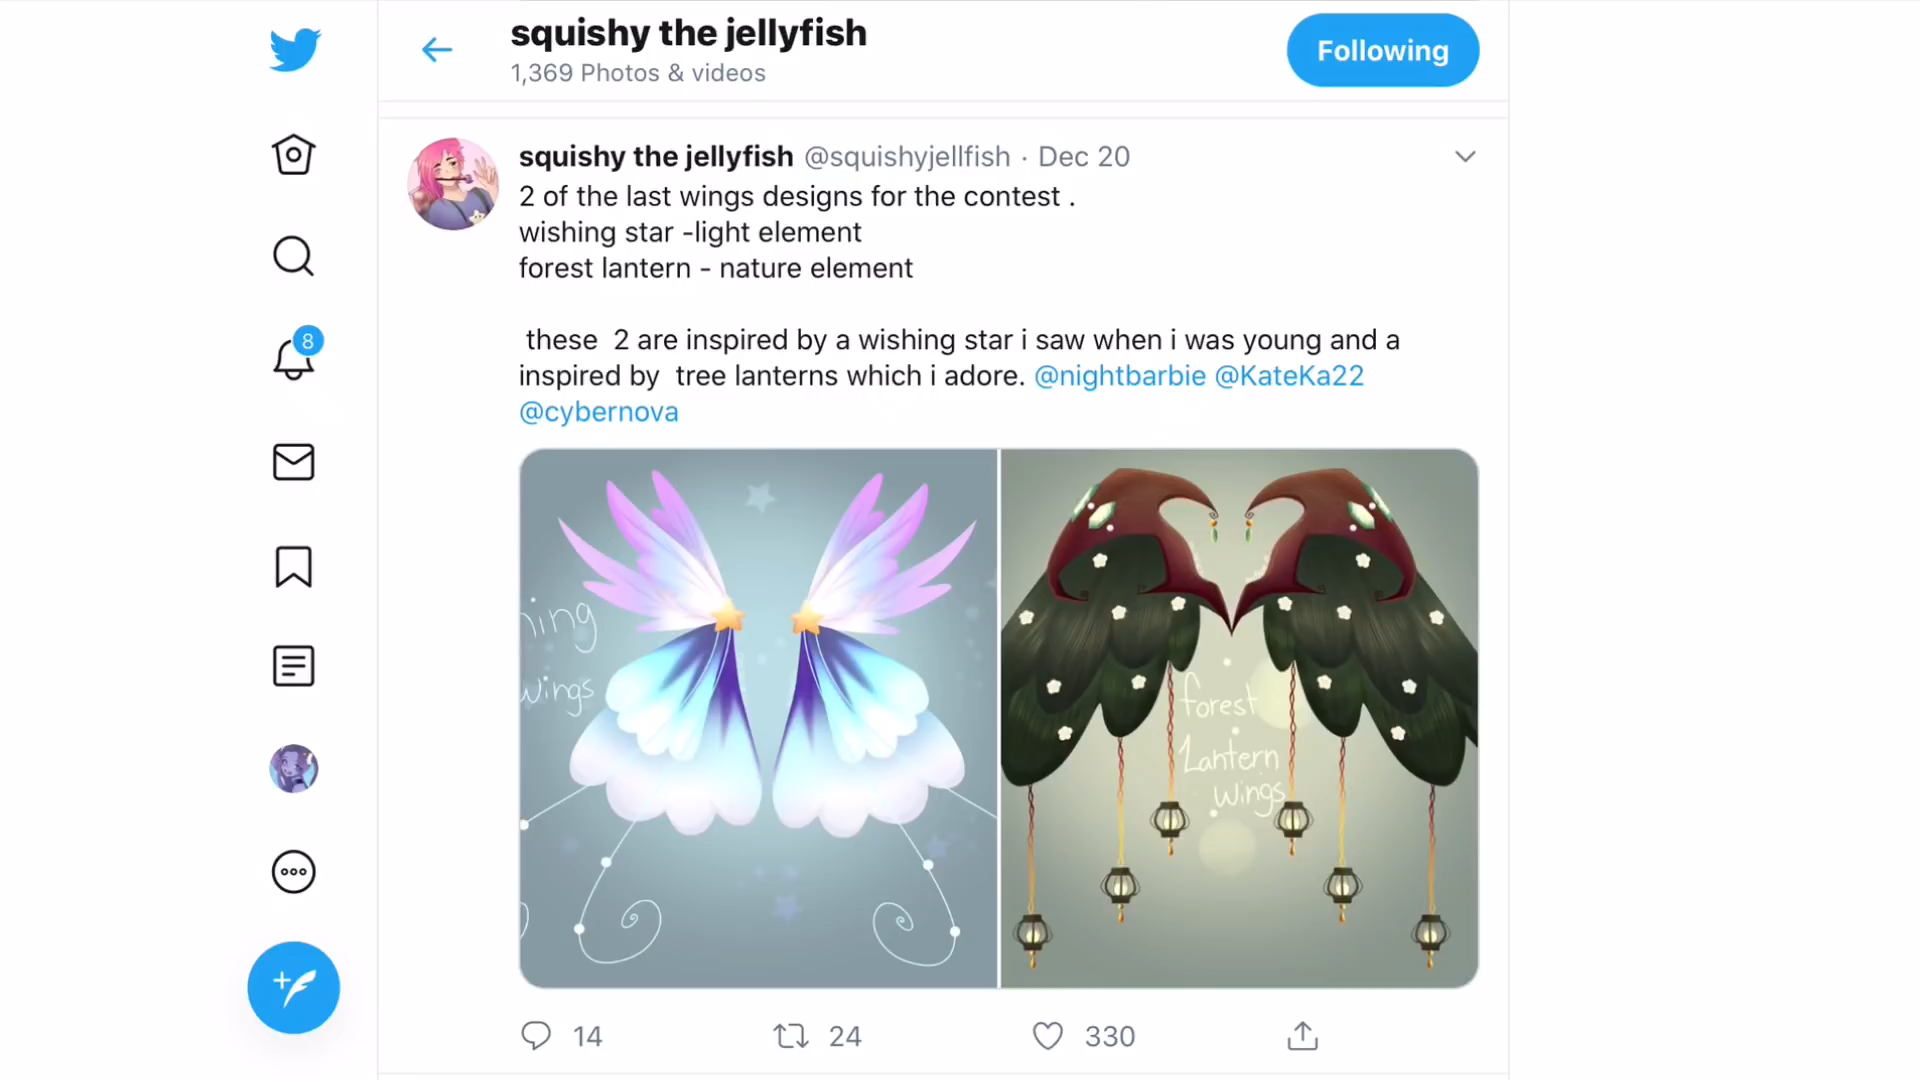 squishy the jellyfish
1,369 Photos & videos
Following
squishy the jellyfish @squishyjellfish · Dec 20
2 of the last wings designs for the contest .
wishing star -light element
forest lantern - nature element
these 2 are inspired by a wishing star i saw when i was young and a
inspired by tree lanterns which i adore. @nightbarbie @KateKa22
@cybernova
8
hing
wings
forest
Lantern
wings
14
24
330